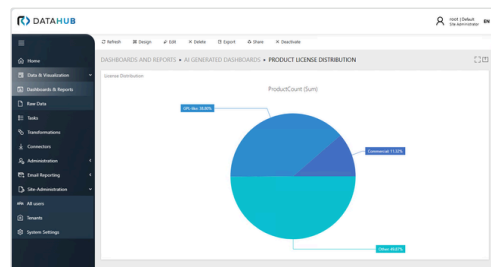 DATAHUB
root | Default
Site-Administrator
EN
Refresh Design Edit Delete Export Share Deactivate
DASHBOARDS AND REPORTS • AI GENERATED DASHBOARDS • PRODUCT LICENSE DISTRIBUTION
Home
Data & Visualization
Dashboards & Reports
Raw Data
Tasks
Transformations
Connectors
Administration
Email Reporting
Site-Administration
All users
Tenants
System Settings
License Distribution
ProductCount (Sum)
Commercial: 11.32%